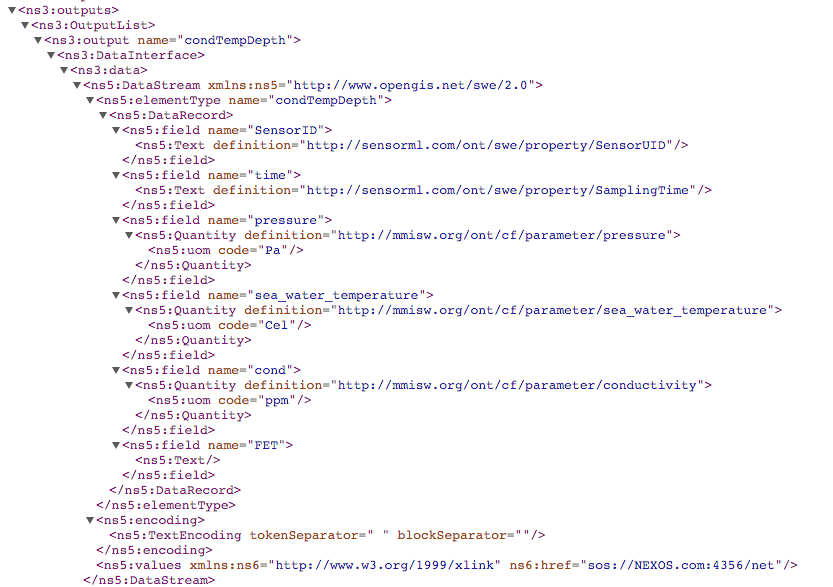 ▼<ns3:outputs>
▼<ns3:OutputList>
▼<ns3:output name="condTempDepth">
▼<ns3:DataInterface>
▼<ns3:data>
▼<ns5:DataStream xmlns:ns5="http://www.opengis.net/swe/2.0">
▼<ns5:elementType name="condTempDepth">
▼<ns5:DataRecord>
▼<ns5:field name="SensorID">
<ns5:Text definition="http://sensorml.com/ont/swe/property/SensorUID"/>
</ns5:field>
▼<ns5:field name="time">
<ns5:Text definition="http://sensorml.com/ont/swe/property/SamplingTime"/>
</ns5:field>
▼<ns5:field name="pressure">
▼<ns5:Quantity definition="http://mmisw.org/ont/cf/parameter/pressure">
<ns5:uom code="Pa"/>
</ns5:Quantity>
</ns5:field>
▼<ns5:field name="sea_water_temperature">
▼<ns5:Quantity definition="http://mmisw.org/ont/cf/parameter/sea_water_temperature">
<ns5:uom code="Cel"/>
</ns5:Quantity>
</ns5:field>
▼<ns5:field name="cond">
▼<ns5:Quantity definition="http://mmisw.org/ont/cf/parameter/conductivity">
<ns5:uom code="ppm"/>
</ns5:Quantity>
</ns5:field>
▼<ns5:field name="FET">
<ns5:Text/>
</ns5:field>
</ns5:DataRecord>
</ns5:elementType>
▼<ns5:encoding>
<ns5:TextEncoding tokenSeparator=" " blockSeparator=""/>
</ns5:encoding>
<ns5:values xmlns:ns6="http://www.w3.org/1999/xlink" ns6:href="sos://NEXOS.com:4356/net"/>
</ns5:DataStream>